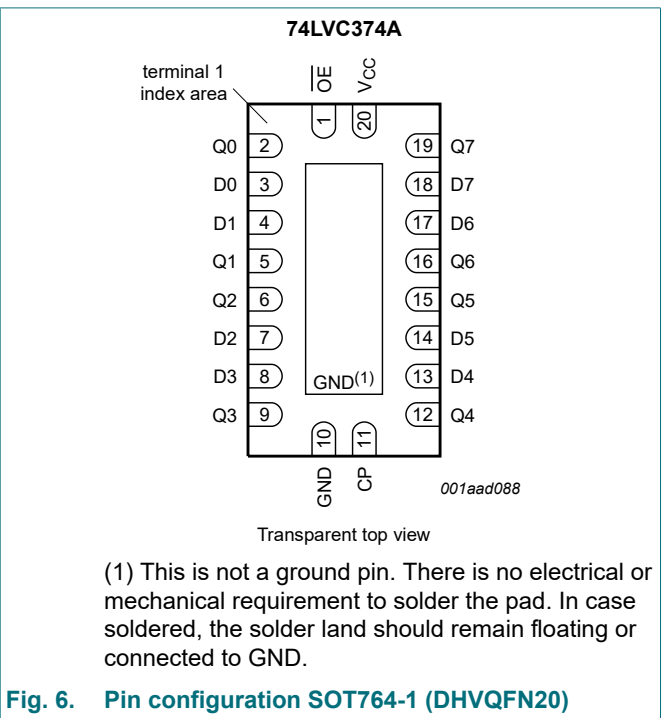 74LVC374A
terminal 1
index area
OE
VCC
1
20
Q0 2
19 Q7
D0 3
18 D7
D1 4
17 D6
Q1 5
16 Q6
Q2 6
15 Q5
D2 7
14 D5
D3 8
13 D4
Q3 9
12 Q4
GND(1)
10
11
GND
CP
001aad088
Transparent top view
(1) This is not a ground pin. There is no electrical or
mechanical requirement to solder the pad. In case
soldered, the solder land should remain floating or
connected to GND.
Fig. 6. Pin configuration SOT764-1 (DHVQFN20)